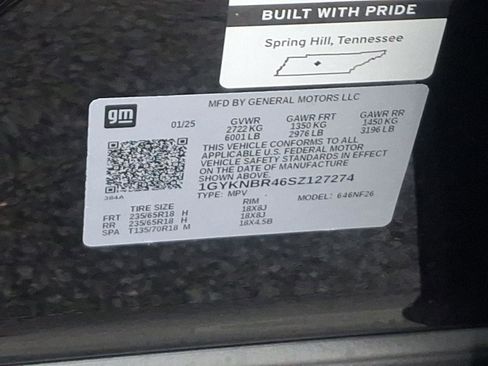 BUILT WITH PRIDE
Spring Hill, Tennessee
gm
MFD BY GENERAL MOTORS LLC
01/25
GVWR GAWR FRT GAWR RR
2722 KG 1350 KG 1450 KG
6001 LB 2976 LB 3196 LB
THIS VEHICLE CONFORMS TO ALL
APPLICABLE U.S. FEDERAL MOTOR
VEHICLE SAFETY STANDARDS IN EFFECT
ON THE DATE OF MANUFACTURE
SHOWN ABOVE.
1GYKNBR46SZ127274
384A
TYPE: MPV MODEL: 646NF26
TIRE SIZE RIM
FRT 235/65R18 H 18X8J
RR 235/65R18 H 18X8J
SPA T135/70R18 M 18X4.5B